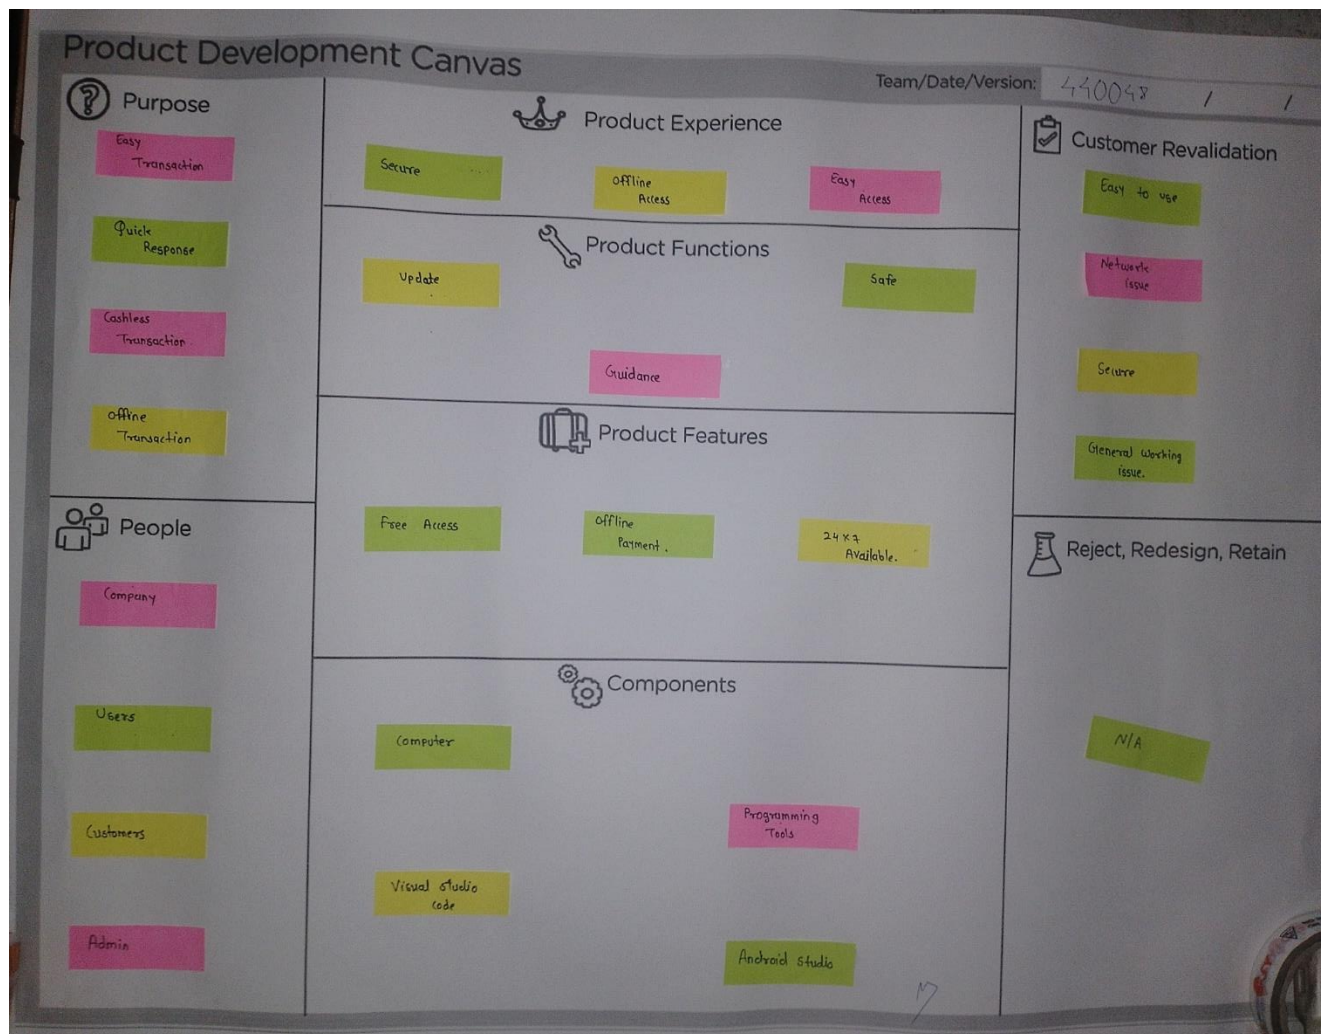 Product Development Canvas
Team/Date/Version: 440048 / /
Purpose
Easy
Transaction
Quick
Response
Cashless
Transaction
Offline
Transaction
People
Company
Users
Customers
Admin
Product Experience
Secure
Offline
Access
Easy
Access
Product Functions
Update
Safe
Guidance
Product Features
Free Access
Offline
Payment.
24x7
Available.
Components
Computer
Programming
Tools
Visual studio
code
Android studio
Customer Revalidation
Easy to use
Network
issue
Secure
General working
issue.
Reject, Redesign, Retain
N/A